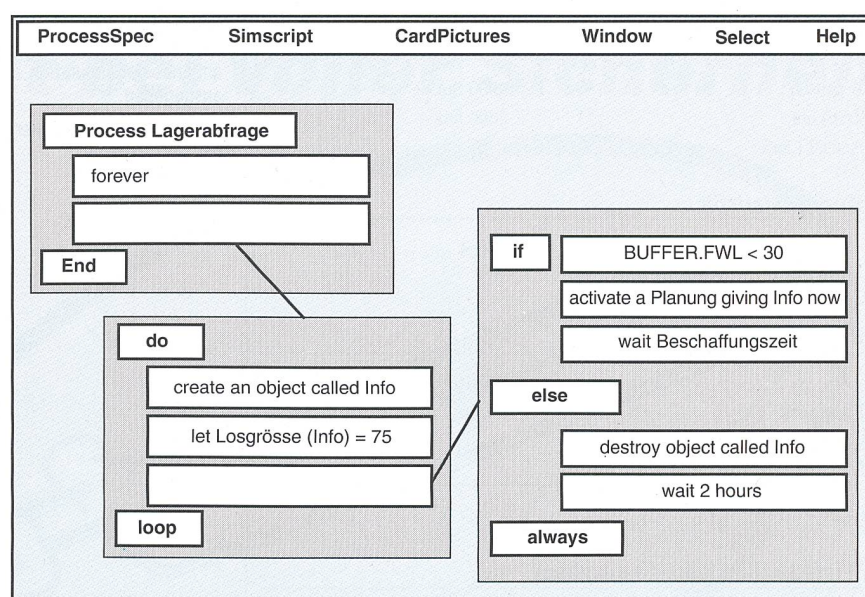 ProcessSpec Simscript CardPictures Window Select Help
Process Lagerabfrage
forever
End
do
create an object called Info
let Losgrösse (Info) = 75
loop
if BUFFER.FWL < 30
activate a Planung giving Info now
wait Beschaffungszeit
else
destroy object called Info
wait 2 hours
always